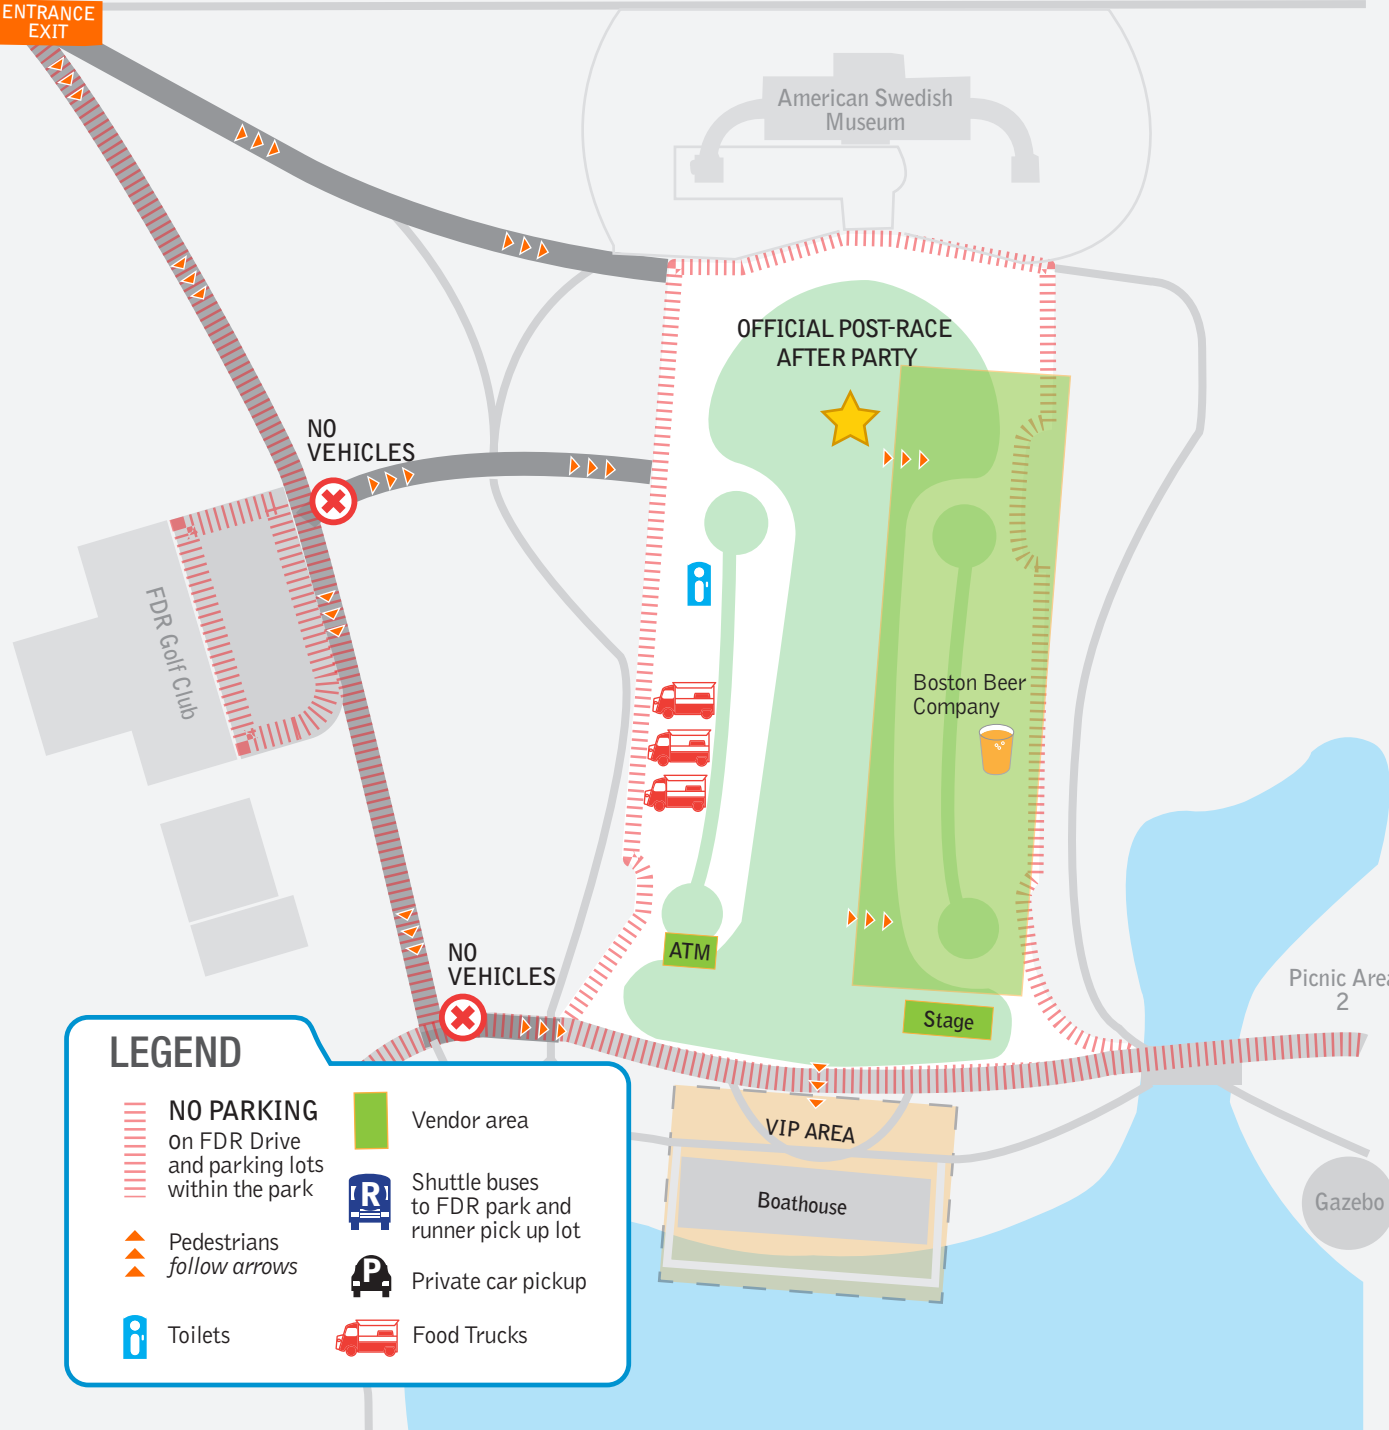 ENTRANCE
EXIT
American Swedish
Museum
OFFICIAL POST-RACE
AFTER PARTY
NO
VEHICLES
FDR Golf Club
Boston Beer
Company
ATM
NO
VEHICLES
Stage
Picnic Area
2
VIP AREA
Boathouse
Gazebo
LEGEND
NO PARKING
on FDR Drive
and parking lots
within the park
Pedestrians
follow arrows
Toilets
Vendor area
R
Shuttle buses
to FDR park and
runner pick up lot
P
Private car pickup
Food Trucks